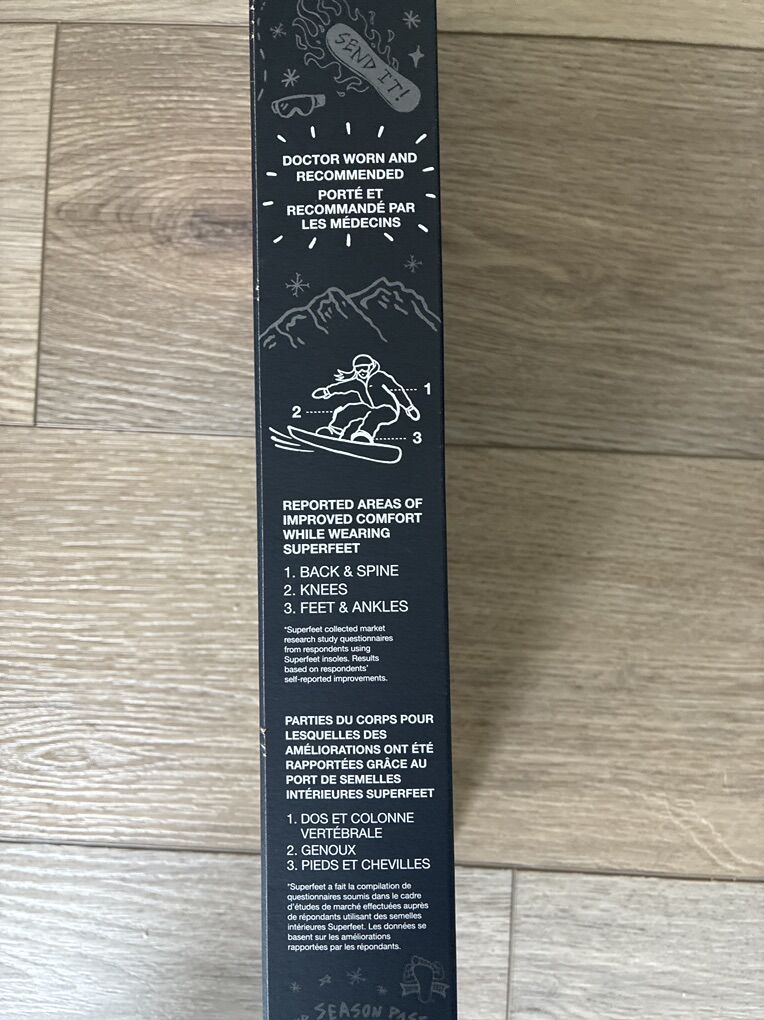 SEND IT!
DOCTOR WORN AND
RECOMMENDED
PORTÉ ET
RECOMMANDÉ PAR
LES MÉDECINS
1
2
3
REPORTED AREAS OF
IMPROVED COMFORT
WHILE WEARING
SUPERFEET
1. BACK & SPINE
2. KNEES
3. FEET & ANKLES
*Superfeet collected market
research study questionnaires
from respondents using
Superfeet insoles. Results
based on respondents'
self-reported improvements.
PARTIES DU CORPS POUR
LESQUELLES DES
AMÉLIORATIONS ONT ÉTÉ
RAPPORTÉES GRÂCE AU
PORT DE SEMELLES
INTÉRIEURES SUPERFEET
1. DOS ET COLONNE
VERTÉBRALE
2. GENOUX
3. PIEDS ET CHEVILLES
*Superfeet a fait la compilation de
questionnaires soumis dans le cadre
d'études de marché effectuées auprès
de répondants utilisant des semelles
intérieures Superfeet. Les données se
basent sur les améliorations
rapportées par les répondants.
SEASON PASS